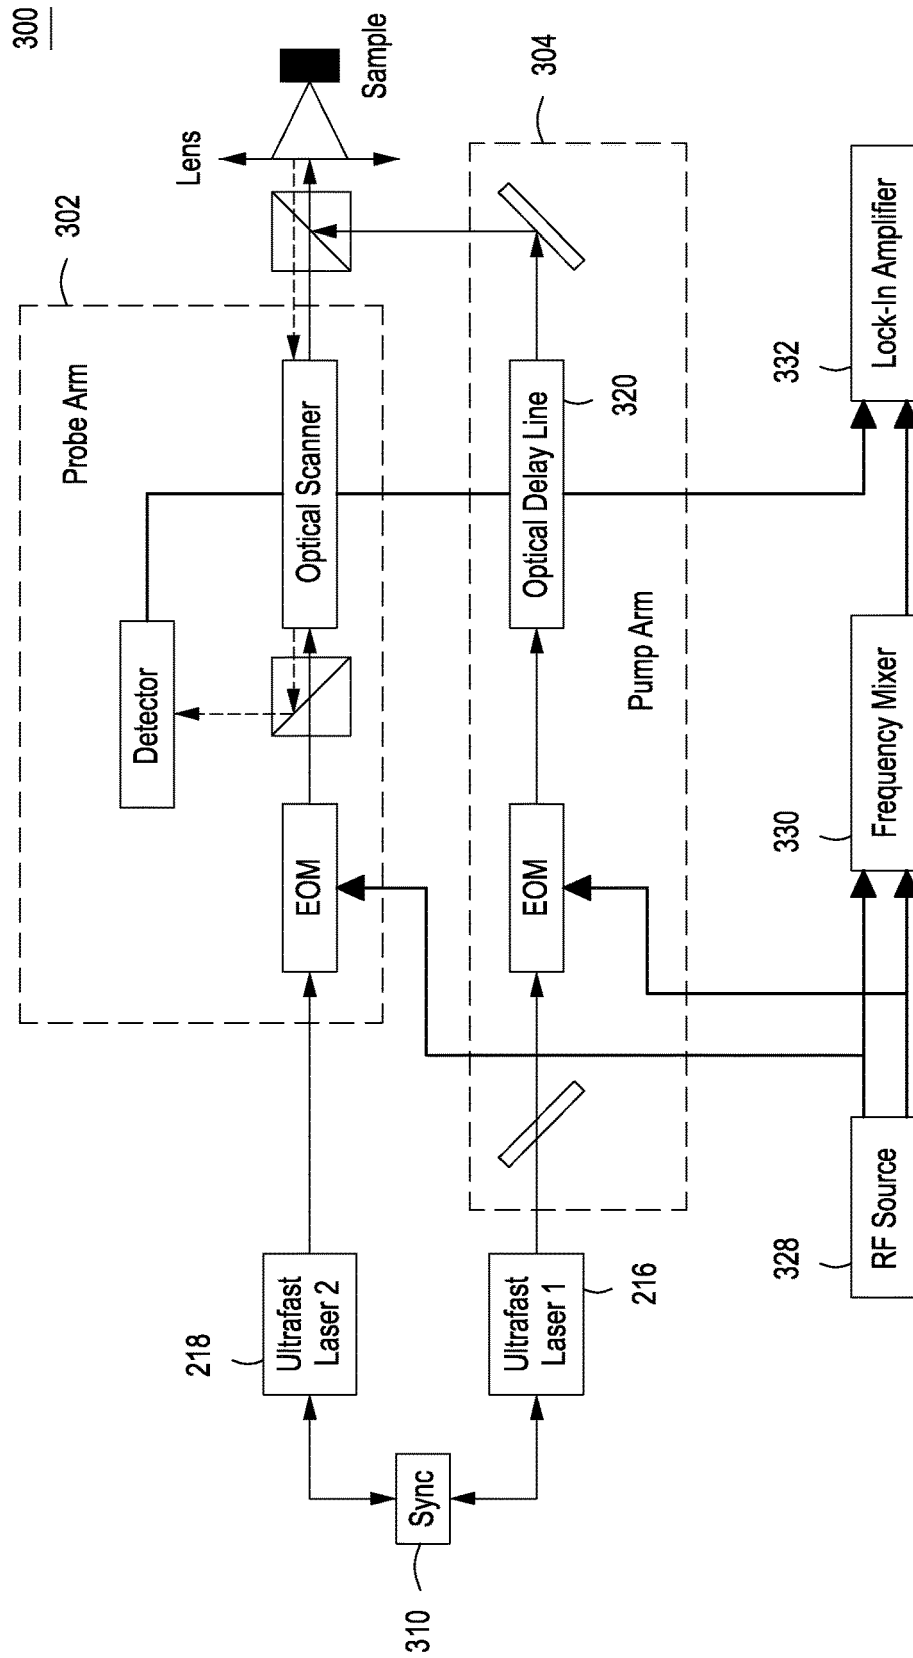 300
302
Probe Arm
Detector
EOM
Optical Scanner
Lens
Sample
218
Ultrafast
Laser 2
310
Sync
Ultrafast
Laser 1
216
304
EOM
Optical Delay Line
320
Pump Arm
328
RF Source
330
Frequency Mixer
332
Lock-In Amplifier